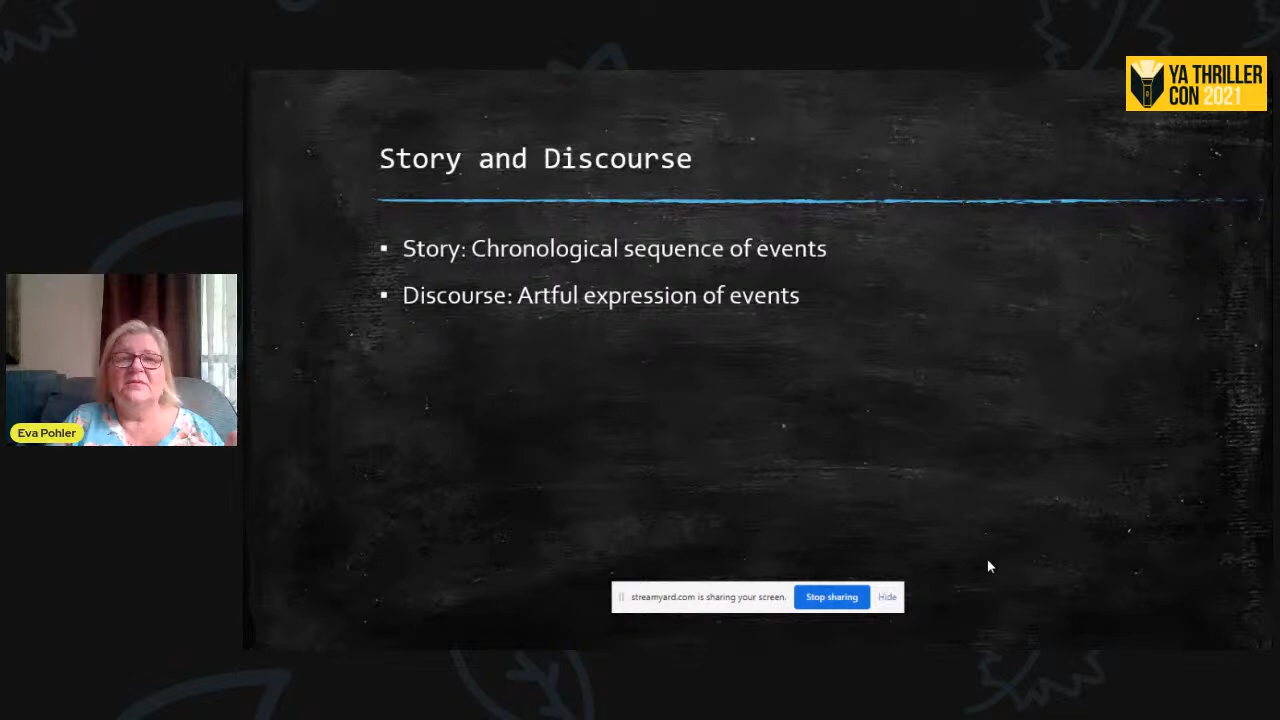 YA THRILLER
CON 2021
Story and Discourse
▪ Story: Chronological sequence of events
▪ Discourse: Artful expression of events
Eva Pohler
streamyard.com is sharing your screen.
Stop sharing
Hide